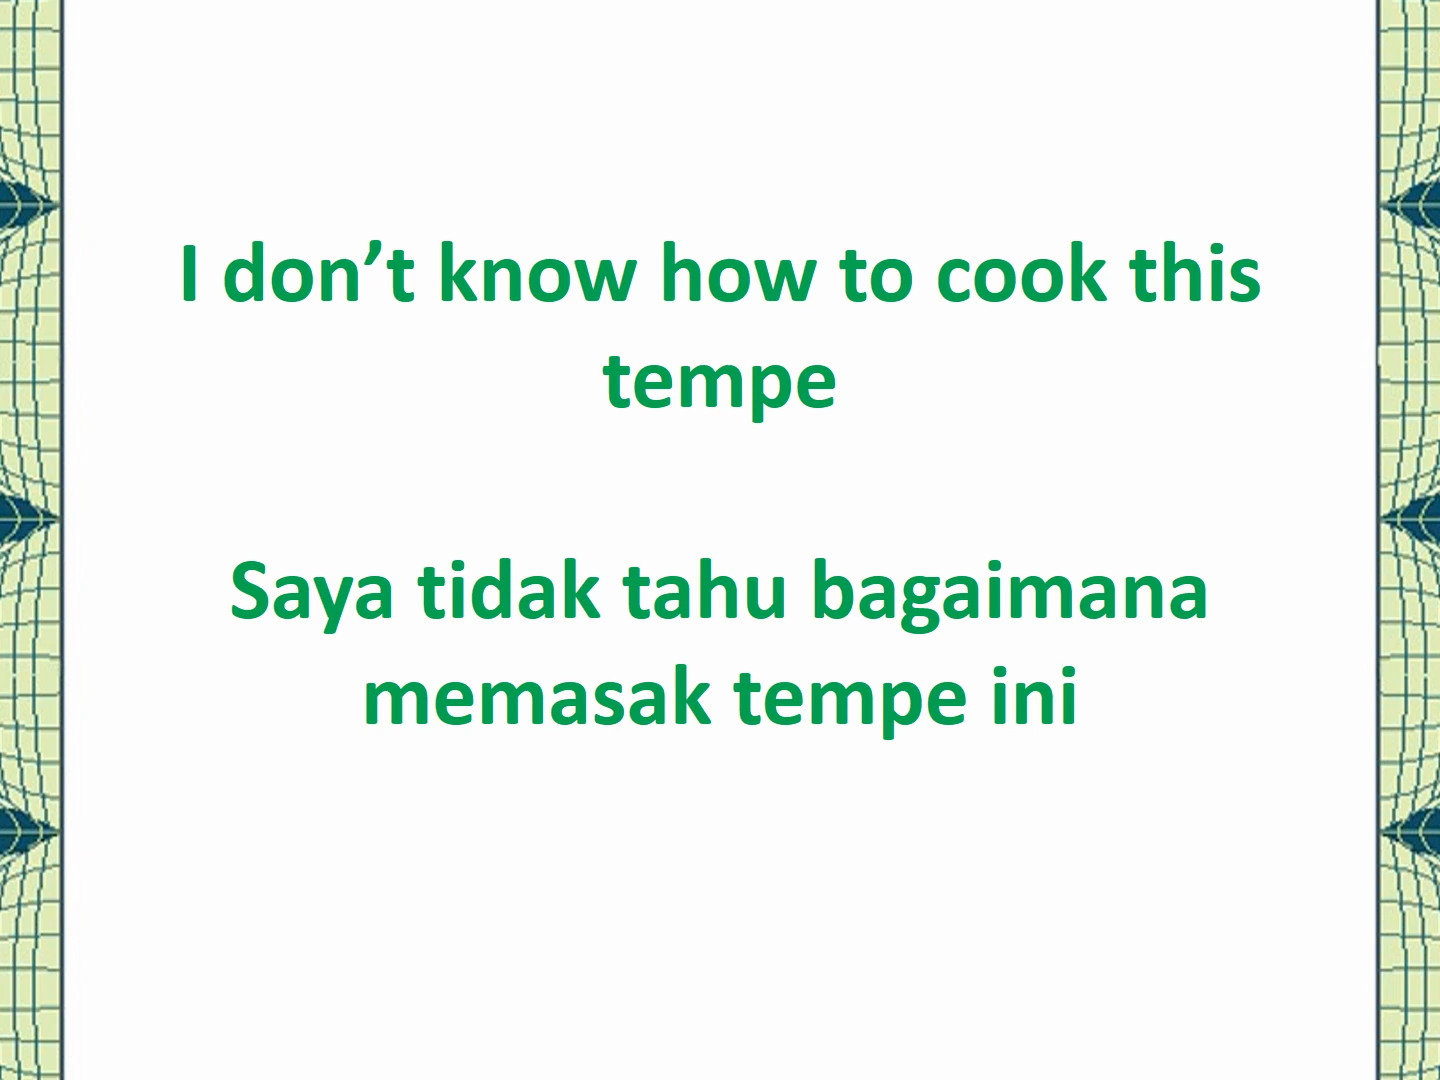 I don’t know how to cook this
tempe
Saya tidak tahu bagaimana
memasak tempe ini